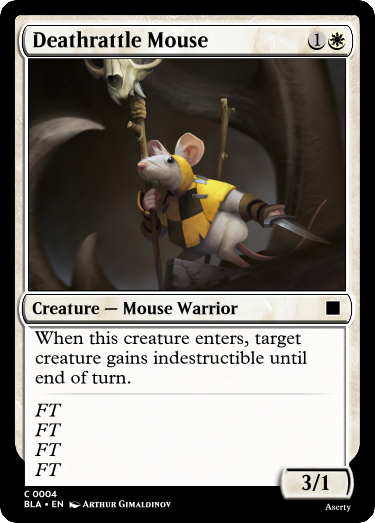 Deathrattle Mouse 1
Creature — Mouse Warrior
When this creature enters, target
creature gains indestructible until
end of turn.
FT
FT
FT
FT
3/1
C 0004
BLA • EN Arthur Gimaldinov
Aserty